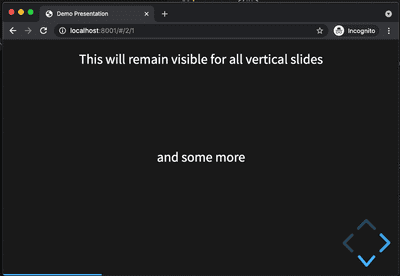 Demo Presentation
localhost:8001/#/2/1
Incognito
This will remain visible for all vertical slides
and some more